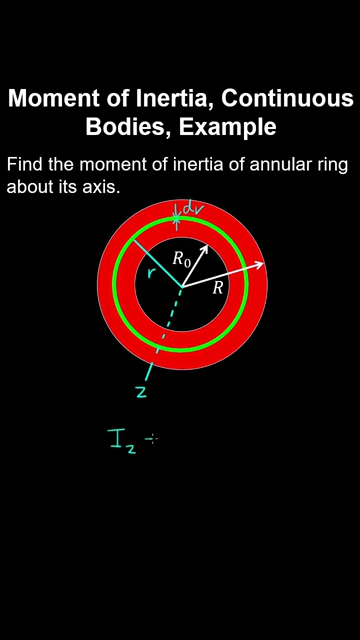 Moment of Inertia, Continuous
Bodies, Example
Find the moment of inertia of annular ring
about its axis.
dr
R₀
r
R
z
I_z